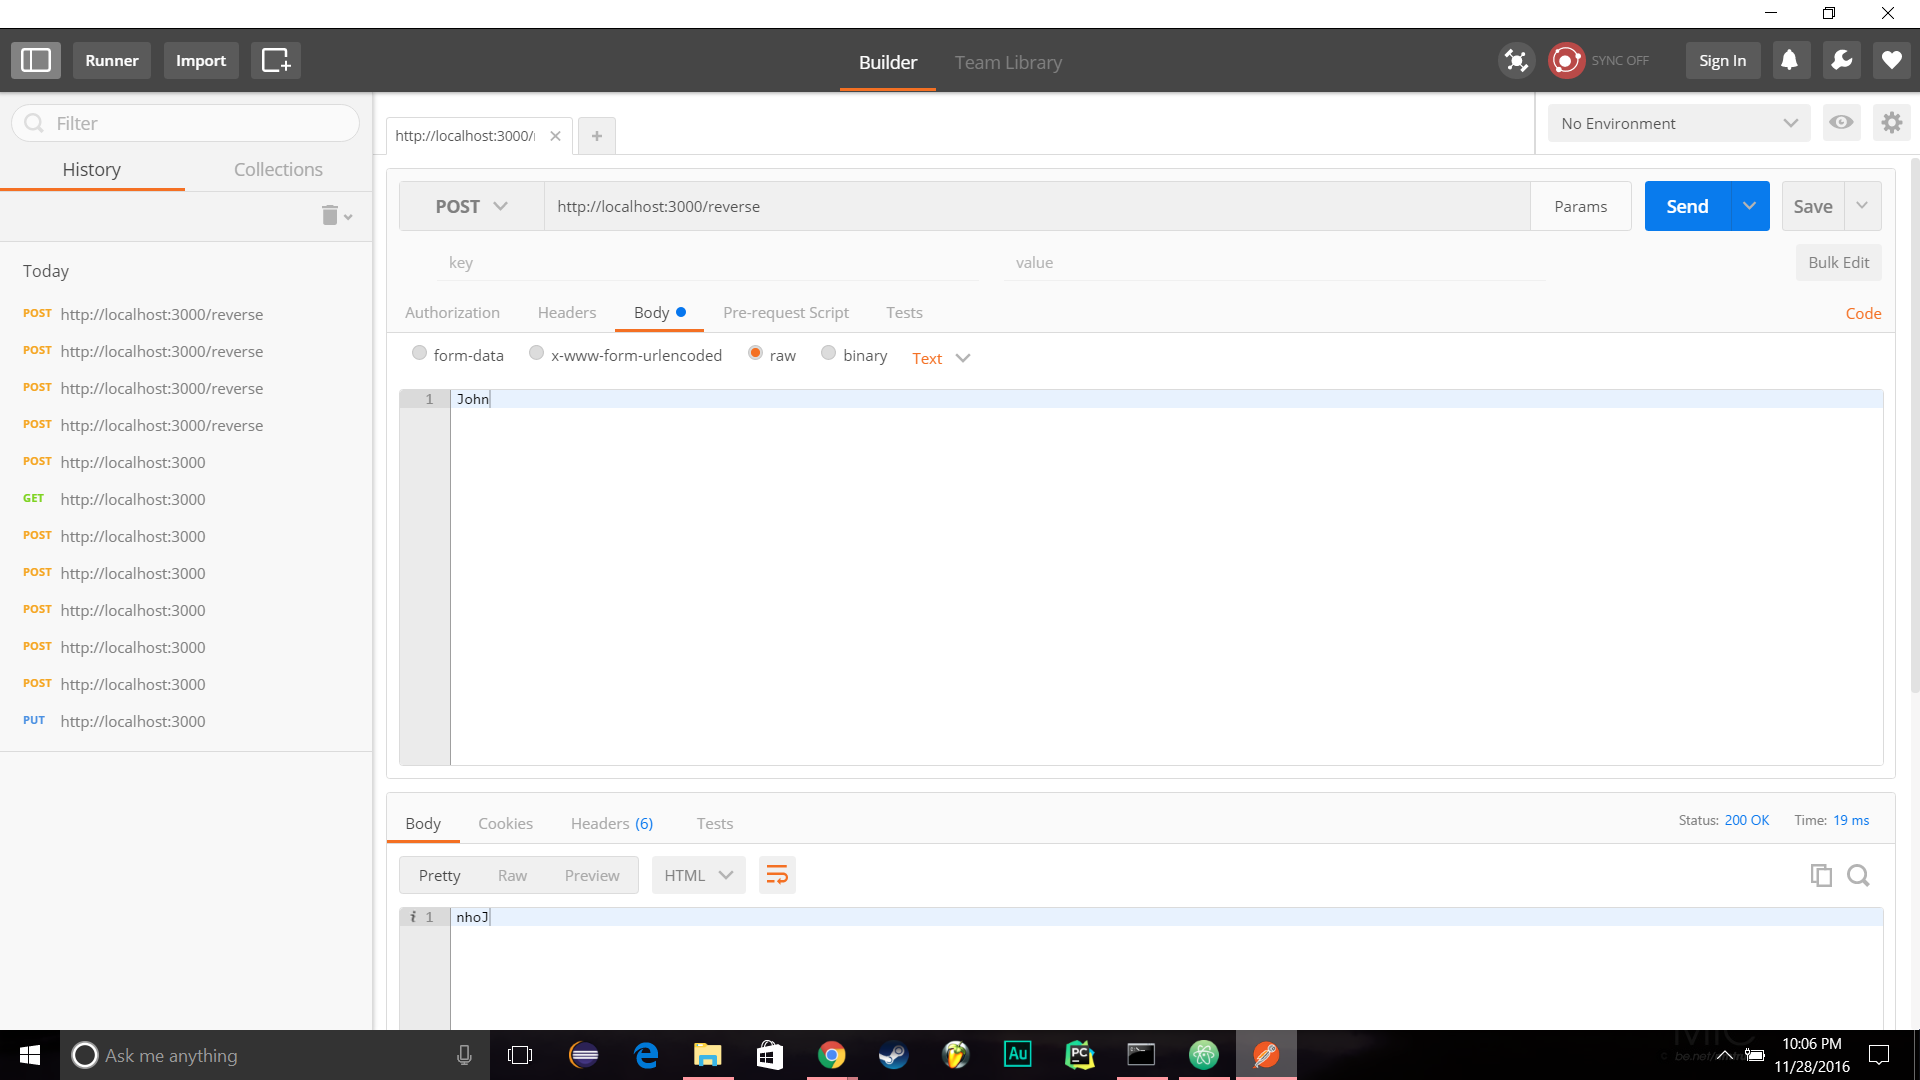 Runner Import Builder Team Library SYNC OFF Sign In
Filter
http://localhost:3000/ No Environment
History Collections
POST http://localhost:3000/reverse Params Send Save
key value Bulk Edit
Today
Authorization Headers Body Pre-request Script Tests Code
POST http://localhost:3000/reverse
POST http://localhost:3000/reverse
POST http://localhost:3000/reverse
POST http://localhost:3000/reverse
POST http://localhost:3000
GET http://localhost:3000
POST http://localhost:3000
POST http://localhost:3000
POST http://localhost:3000
POST http://localhost:3000
POST http://localhost:3000
PUT http://localhost:3000
form-data x-www-form-urlencoded raw binary Text
1 John
Body Cookies Headers (6) Tests Status: 200 OK Time: 19 ms
Pretty Raw Preview HTML
i 1 nhoJ
Ask me anything
Au
PC
10:06 PM
11/28/2016